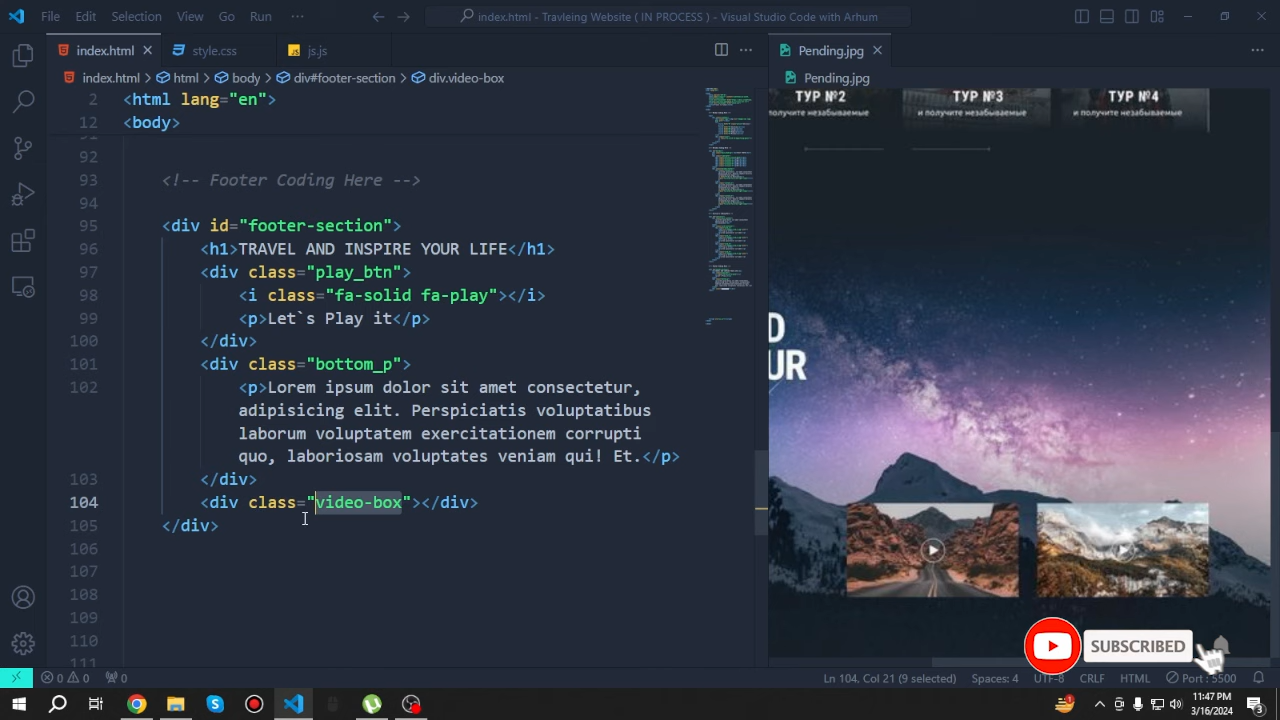 File Edit Selection View Go Run ···
index.html - Travleing Website ( IN PROCESS ) - Visual Studio Code with Arhum
index.html
style.css
js.js
Pending.jpg
index.html > html > body > div#footer-section > div.video-box
Pending.jpg
2 <html lang="en">
12 <body>
91
92
93 <!-- Footer Coding Here -->
94
95 <div id="footer-section">
96 <h1>TRAVEL AND INSPIRE YOUR LIFE</h1>
97 <div class="play_btn">
98 <i class="fa-solid fa-play"></i>
99 <p>Let`s Play it</p>
100 </div>
101 <div class="bottom_p">
102 <p>Lorem ipsum dolor sit amet consectetur,
adipisicing elit. Perspiciatis voluptatibus
laborum voluptatem exercitationem corrupti
quo, laboriosam voluptates veniam qui! Et.</p>
103 </div>
104 <div class="video-box"></div>
105 </div>
106
107
108
109
110
111
ТУР №2
ТУР №3
ТУР №4
олучите незабываемые
и получите незабываемые
и получите незабываемые
D
UR
SUBSCRIBED
0 0 0
Ln 104, Col 21 (9 selected) Spaces: 4 UTF-8 CRLF HTML Port : 5500
11:47 PM
3/16/2024